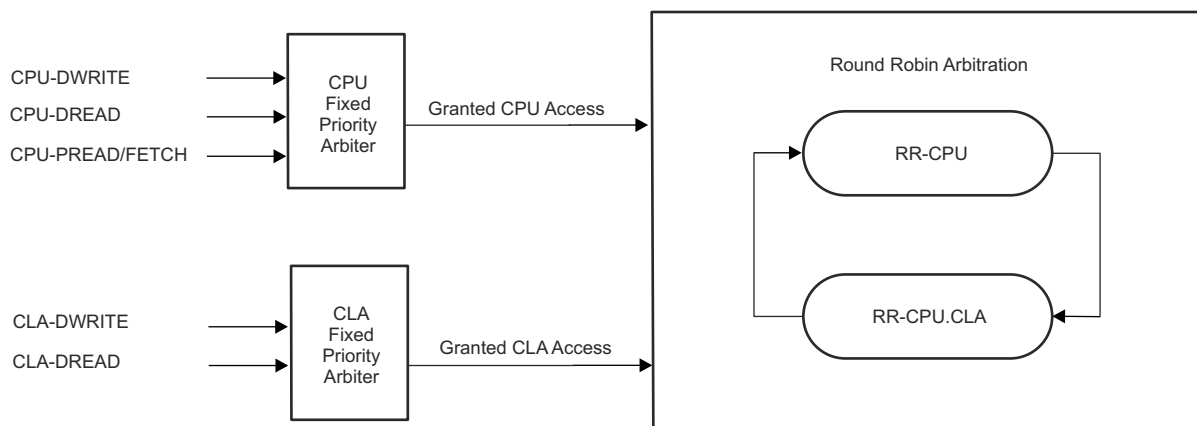 CPU-DWRITE
CPU-DREAD
CPU-PREAD/FETCH
CPU
Fixed
Priority
Arbiter
Granted CPU Access
CLA-DWRITE
CLA-DREAD
CLA
Fixed
Priority
Arbiter
Granted CLA Access
Round Robin Arbitration
RR-CPU
RR-CPU.CLA